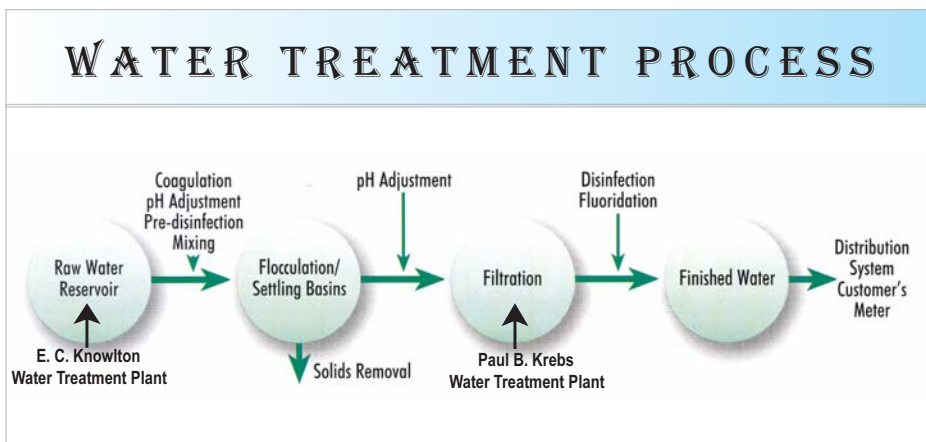 WATER TREATMENT PROCESS
Coagulation
pH Adjustment
Pre-disinfection
Mixing
pH Adjustment
Disinfection
Fluoridation
Raw Water
Reservoir
Flocculation/
Settling Basins
Filtration
Finished Water
Distribution
System
Customer's
Meter
E. C. Knowlton
Water Treatment Plant
Solids Removal
Paul B. Krebs
Water Treatment Plant